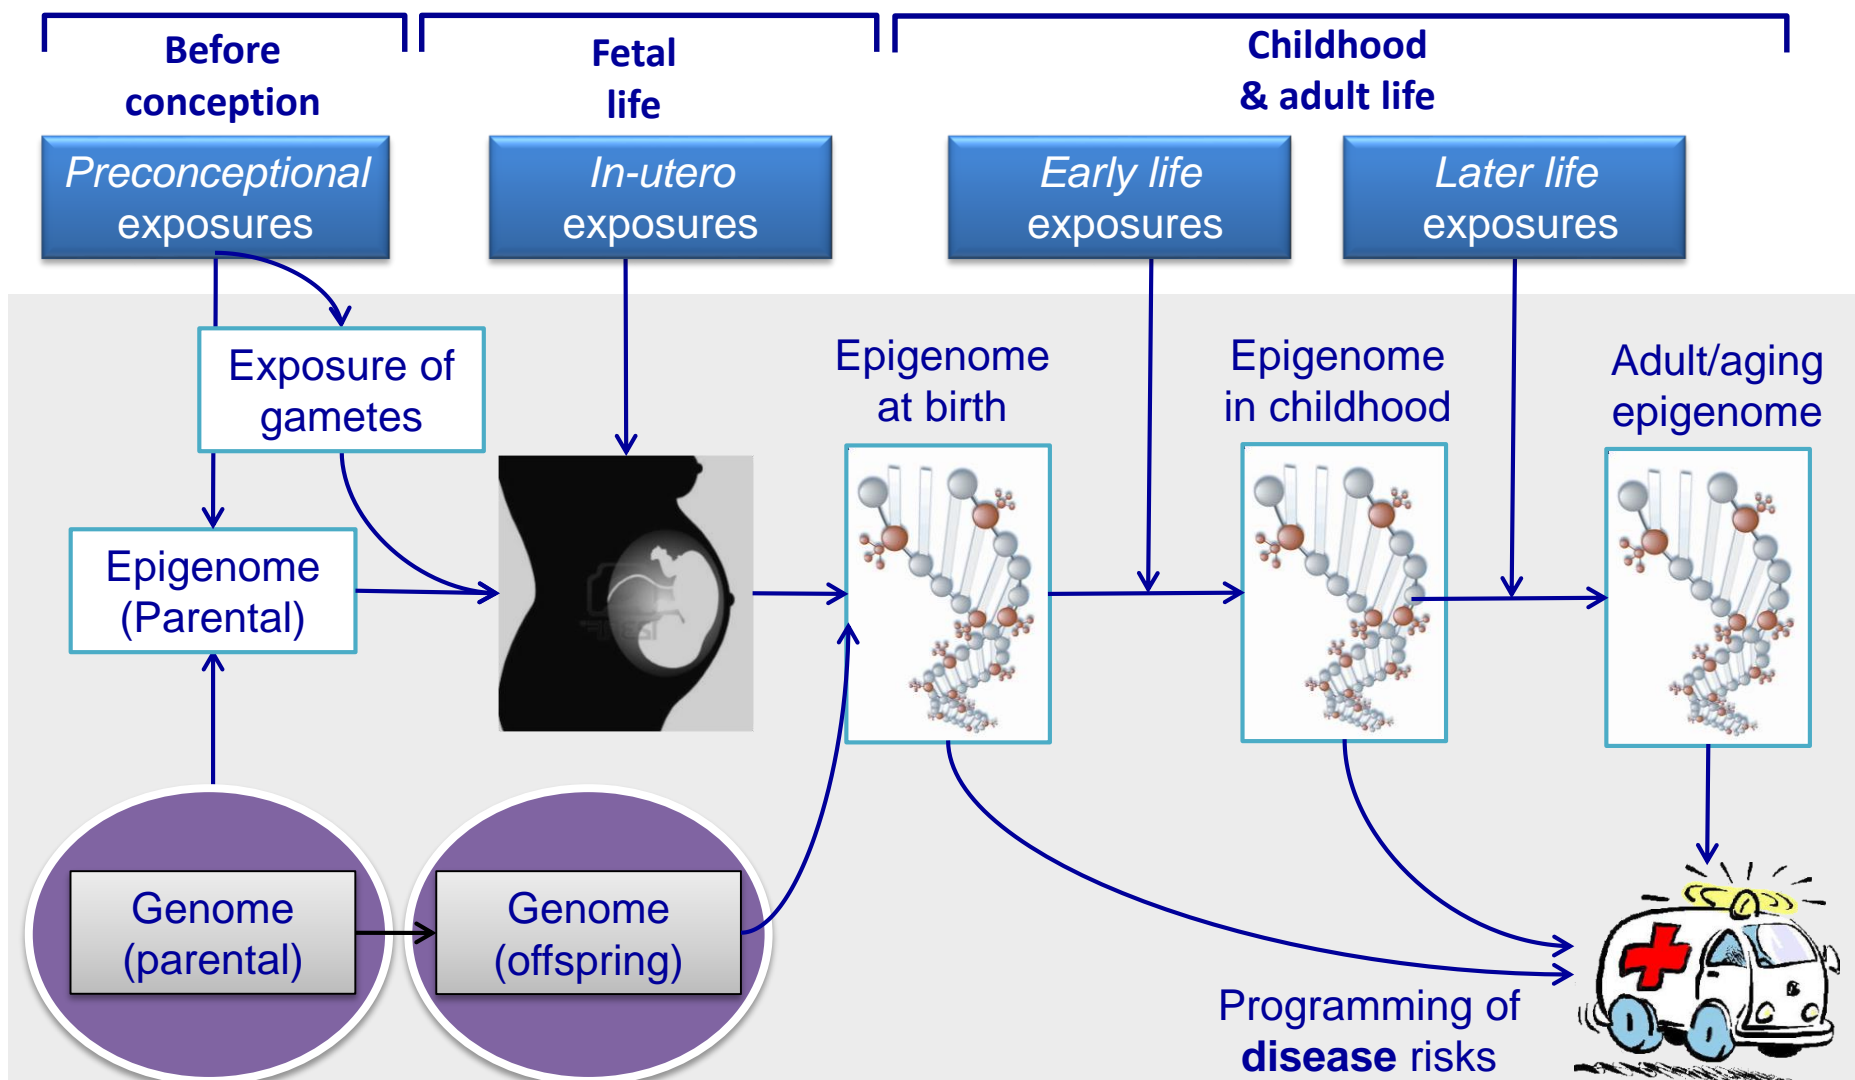 Before
conception
Fetal
life
Childhood
& adult life
Preconceptional
exposures
In-utero
exposures
Early life
exposures
Later life
exposures
Exposure of
gametes
Epigenome
at birth
Epigenome
in childhood
Adult/aging
epigenome
Epigenome
(Parental)
Genome
(parental)
Genome
(offspring)
Programming of
disease risks